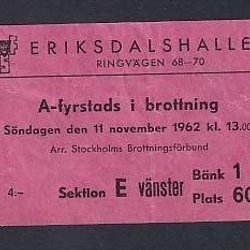 ERIKSDALSHALLE
RINGVÄGEN 68—70
A-fyrstads i brottning
Söndagen den 11 november 1962 kl. 13.00
Arr. Stockholms Brottningsförbund
4:— Sektion E vänster Bänk 1
Plats 60